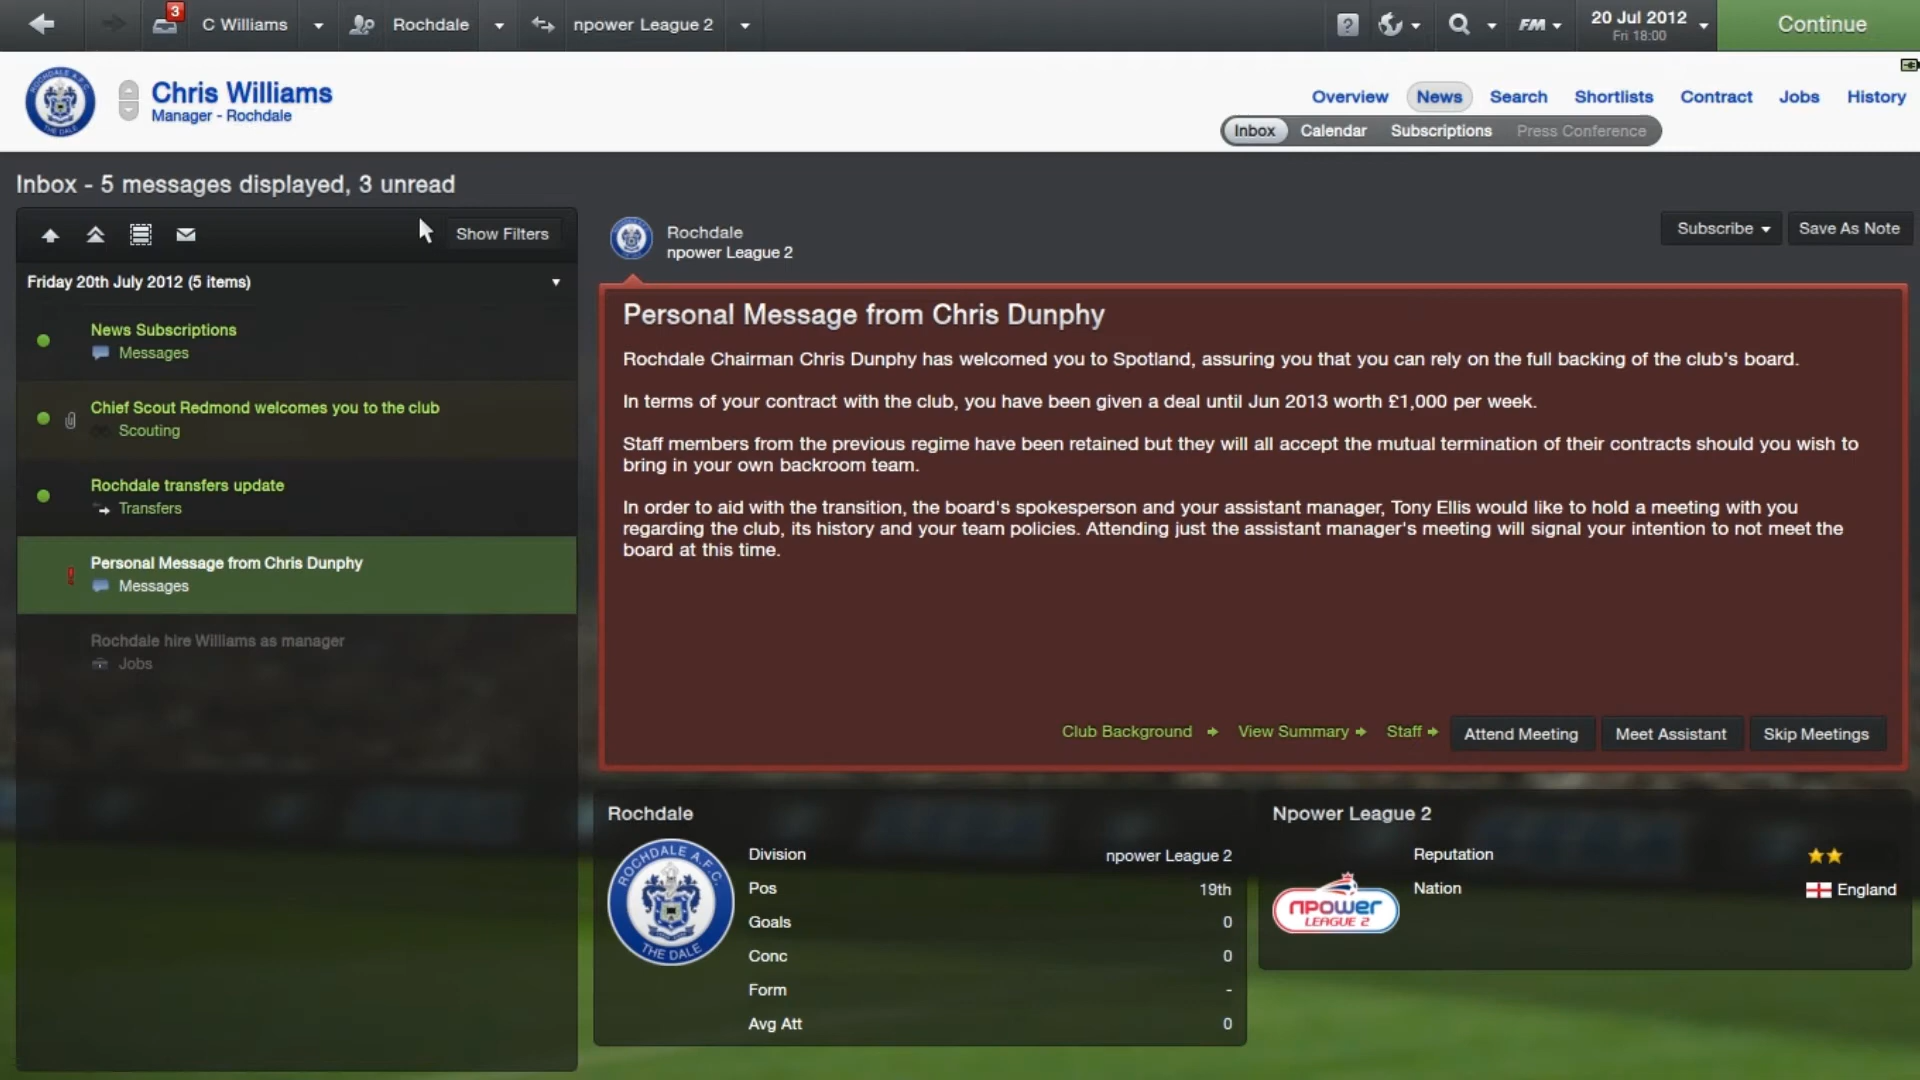 3
C Williams
Rochdale
npower League 2
?
FM
20 Jul 2012
Fri 18:00
Continue
ROCHDALE A.F.C.
THE DALE
Chris Williams
Manager - Rochdale
Overview
News
Search
Shortlists
Contract
Jobs
History
Inbox
Calendar
Subscriptions
Press Conference
Inbox - 5 messages displayed, 3 unread
Show Filters
Friday 20th July 2012 (5 items)
News Subscriptions
Messages
Chief Scout Redmond welcomes you to the club
Scouting
Rochdale transfers update
Transfers
Personal Message from Chris Dunphy
Messages
Rochdale hire Williams as manager
Jobs
Rochdale
npower League 2
Subscribe
Save As Note
Personal Message from Chris Dunphy
Rochdale Chairman Chris Dunphy has welcomed you to Spotland, assuring you that you can rely on the full backing of the club's board.
In terms of your contract with the club, you have been given a deal until Jun 2013 worth £1,000 per week.
Staff members from the previous regime have been retained but they will all accept the mutual termination of their contracts should you wish to
bring in your own backroom team.
In order to aid with the transition, the board's spokesperson and your assistant manager, Tony Ellis would like to hold a meeting with you
regarding the club, its history and your team policies. Attending just the assistant manager's meeting will signal your intention to not meet the
board at this time.
Club Background
View Summary
Staff
Attend Meeting
Meet Assistant
Skip Meetings
Rochdale
ROCHDALE A.F.C.
THE DALE
Division npower League 2
Pos 19th
Goals 0
Conc 0
Form -
Avg Att 0
Npower League 2
npower
LEAGUE 2
Reputation
Nation England